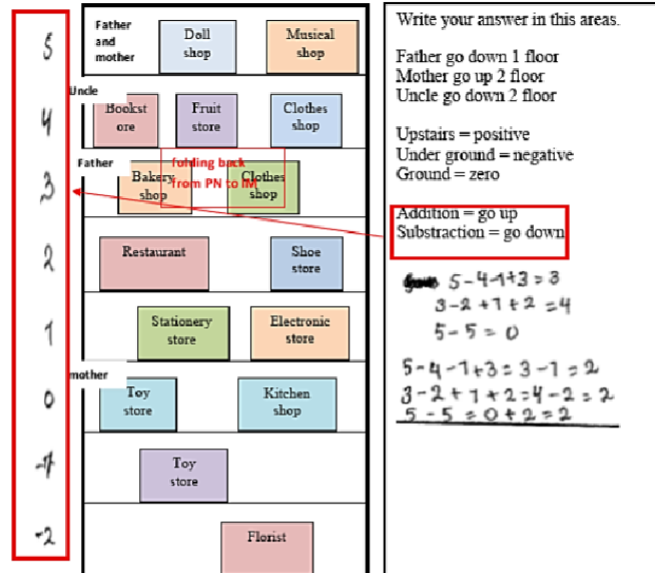 5
Father
and
mother
Doll
shop
Musical
shop
Uncle
4
Bookst
ore
Fruit
store
Clothes
shop
Father
3
Bakery
shop
Clothes
shop
folding back
from PN to IM
2
Restaurant
Shoe
store
1
Stationery
store
Electronic
store
mother
0
Toy
store
Kitchen
shop
-1
Toy
store
-2
Florist
Write your answer in this areas.
Father go down 1 floor
Mother go up 2 floor
Uncle go down 2 floor
Upstairs = positive
Under ground = negative
Ground = zero
Addition = go up
Substraction = go down
5-4-1+3=3
3-2+1+2=4
5-5=0
5-4-1+3=3-1=2
3-2+1+2=4-2=2
5-5=0+2=2